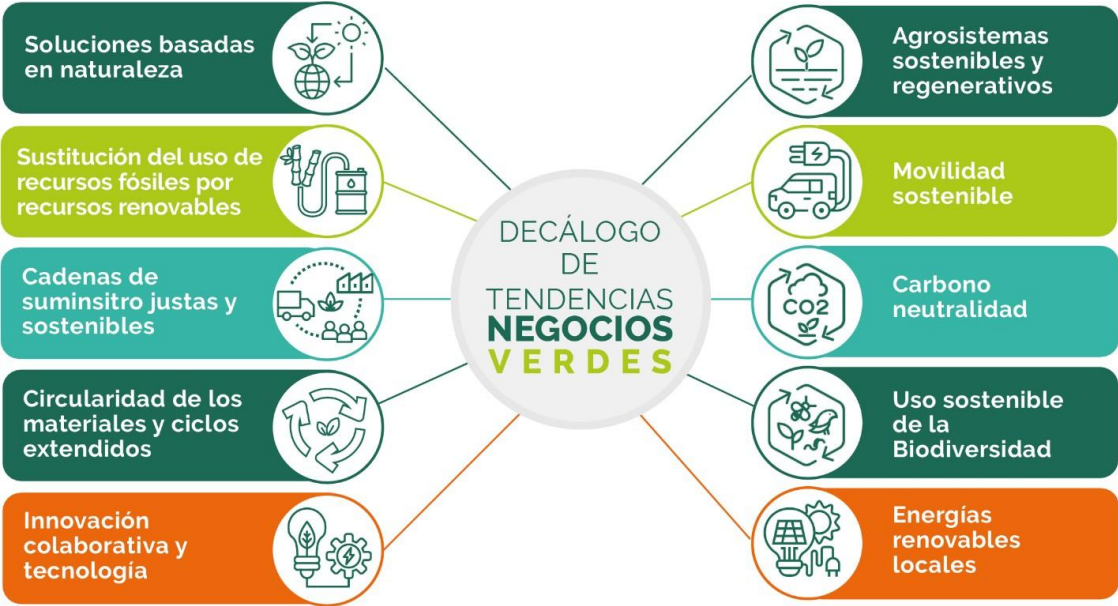 Soluciones basadas
en naturaleza
Sustitución del uso de
recursos fósiles por
recursos renovables
Cadenas de
suminsitro justas y
sostenibles
Circularidad de los
materiales y ciclos
extendidos
Innovación
colaborativa y
tecnología
DECÁLOGO
DE
TENDENCIAS
NEGOCIOS
VERDES
Agrosistemas
sostenibles y
regenerativos
Movilidad
sostenible
CO2
Carbono
neutralidad
Uso sostenible
de la
Biodiversidad
Energías
renovables
locales